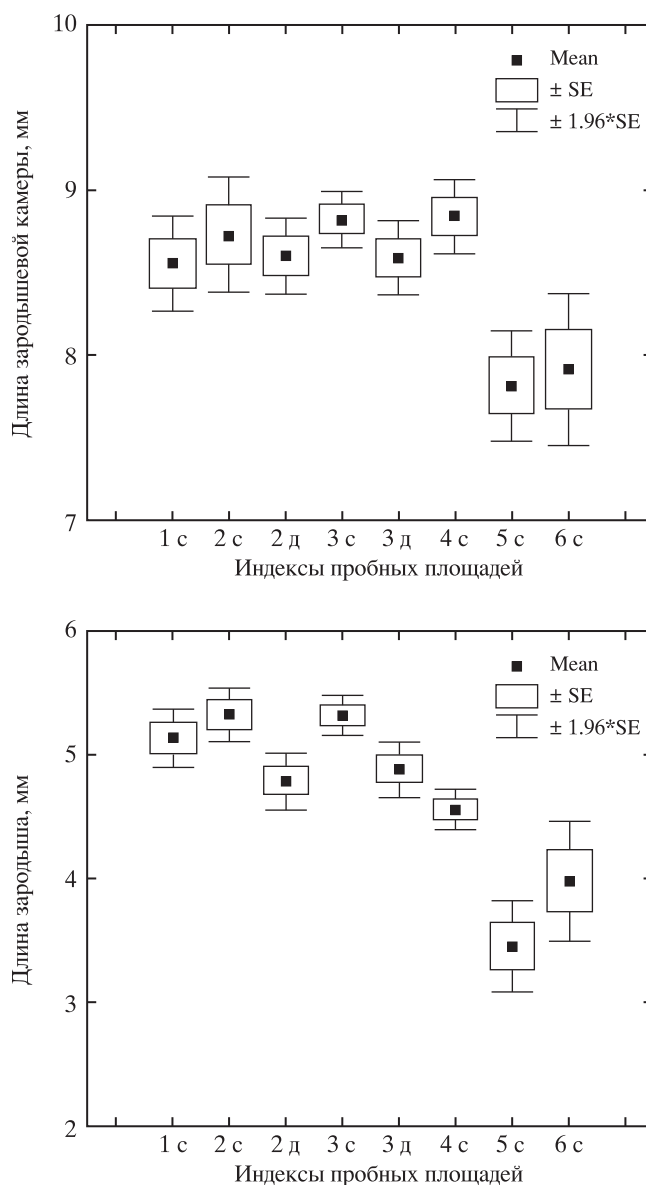 10
9
8
7
Длина зародышевой камеры, мм
Mean
± SE
± 1.96*SE
1 с 2 с 2 д 3 с 3 д 4 с 5 с 6 с
Индексы пробных площадей
6
5
4
3
2
Длина зародыша, мм
Mean
± SE
± 1.96*SE
1 с 2 с 2 д 3 с 3 д 4 с 5 с 6 с
Индексы пробных площадей